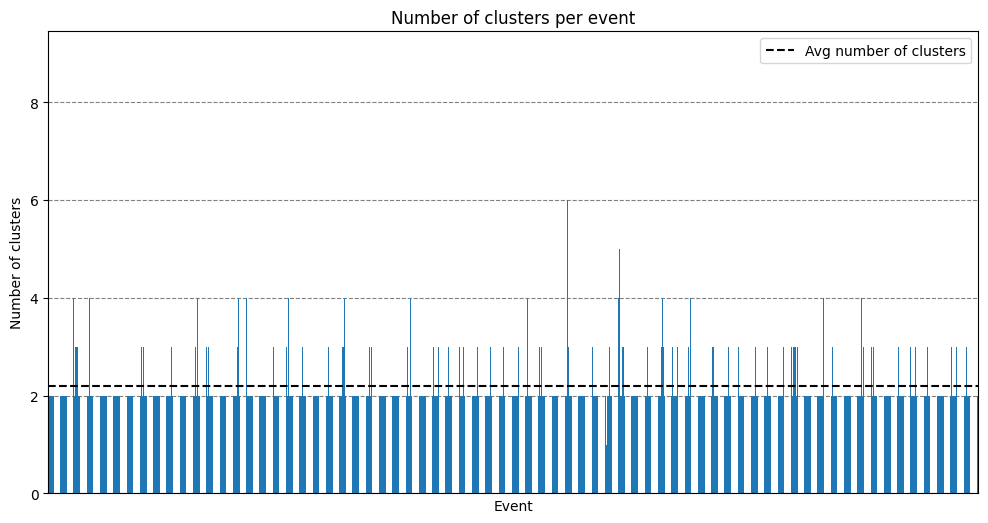 Number of clusters per event
Avg number of clusters
8
6
4
2
0
Number of clusters
Event